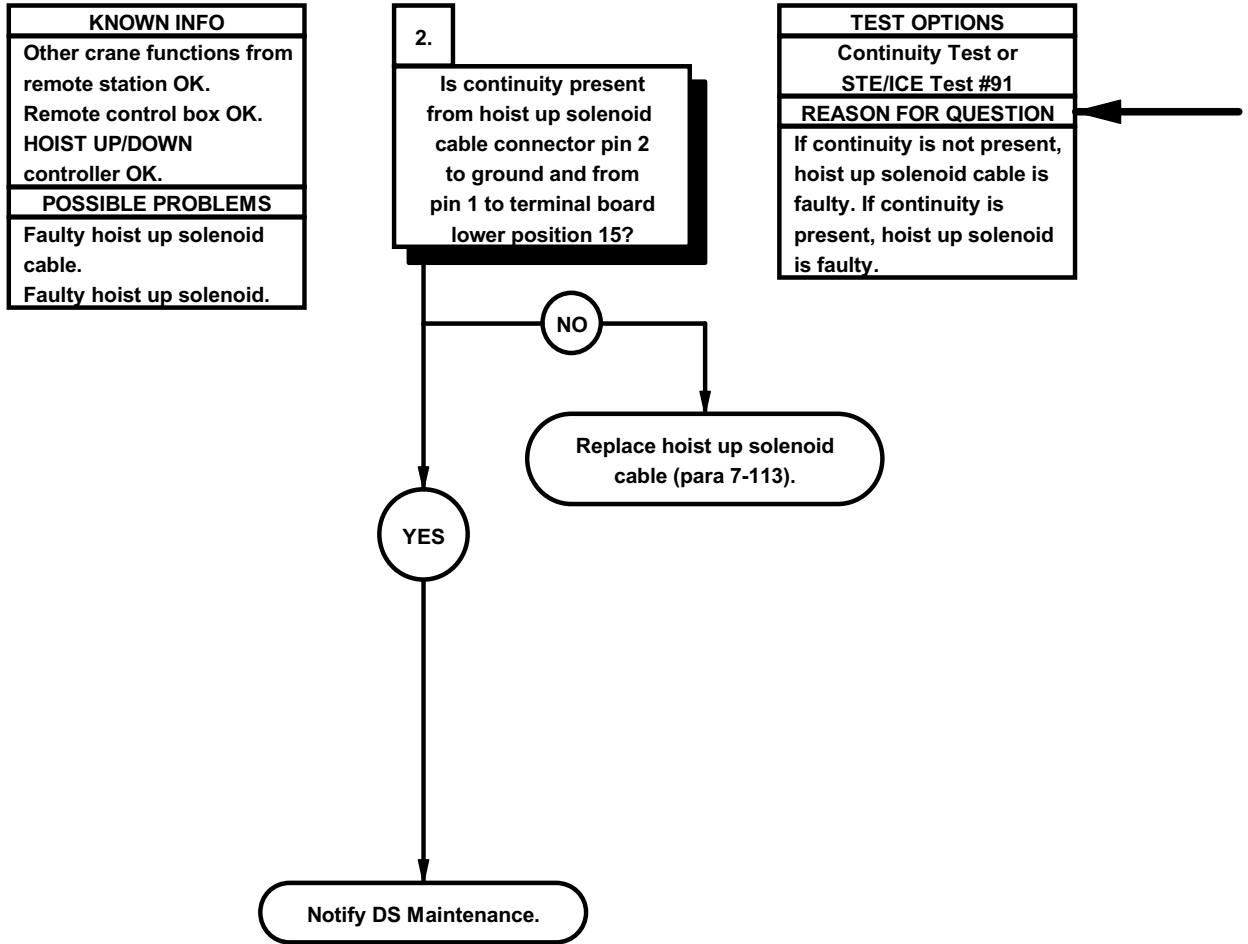 KNOWN INFO
Other crane functions from
remote station OK.
Remote control box OK.
HOIST UP/DOWN
controller OK.
POSSIBLE PROBLEMS
Faulty hoist up solenoid
cable.
Faulty hoist up solenoid.
2.
Is continuity present
from hoist up solenoid
cable connector pin 2
to ground and from
pin 1 to terminal board
lower position 15?
TEST OPTIONS
Continuity Test or
STE/ICE Test #91
REASON FOR QUESTION
If continuity is not present,
hoist up solenoid cable is
faulty. If continuity is
present, hoist up solenoid
is faulty.
NO
Replace hoist up solenoid
cable (para 7-113).
YES
Notify DS Maintenance.